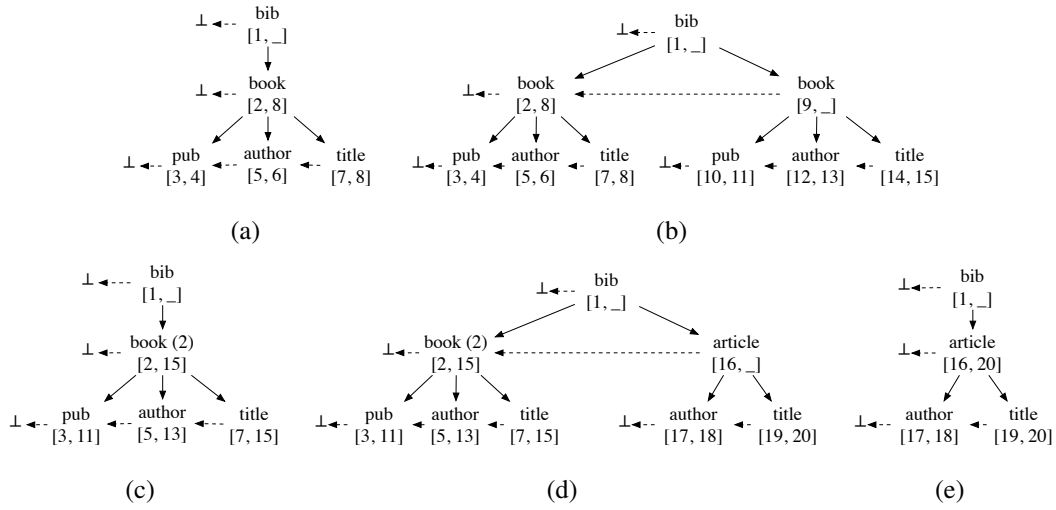 ⊥ bib ⊥ bib
[1, _] [1, _]
book book book
⊥ [2, 8] ⊥ [2, 8] [9, _]
⊥ pub author title ⊥ pub author title ⊥ pub author title
[3, 4] [5, 6] [7, 8] [3, 4] [5, 6] [7, 8] [10, 11] [12, 13] [14, 15]
(a) (b)
⊥ bib ⊥ bib ⊥ bib
[1, _] [1, _] [1, _]
book (2) book (2) article article
⊥ [2, 15] ⊥ [2, 15] [16, _] ⊥ [16, 20]
⊥ pub author title ⊥ pub author title ⊥ author title ⊥ author title
[3, 11] [5, 13] [7, 15] [3, 11] [5, 13] [7, 15] [17, 18] [19, 20] [17, 18] [19, 20]
(c) (d) (e)